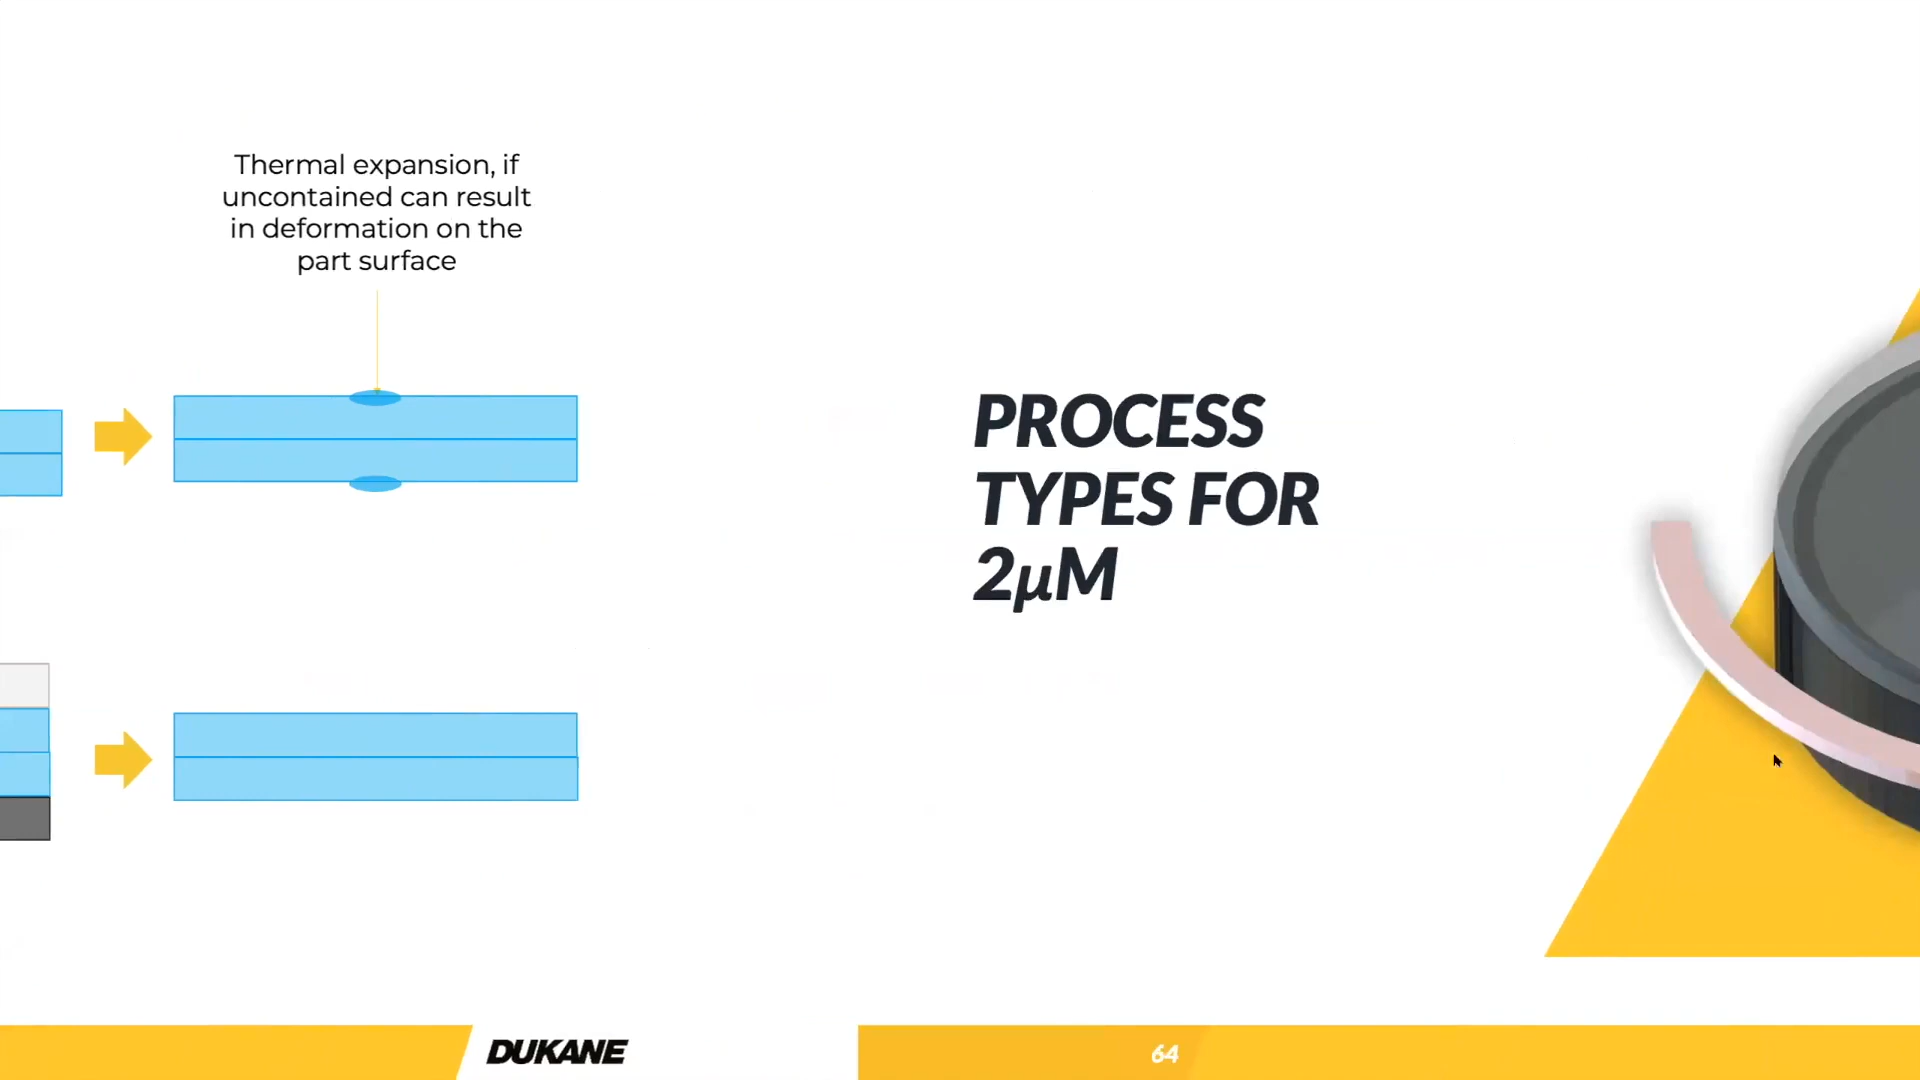 Thermal expansion, if
uncontained can result
in deformation on the
part surface
PROCESS
TYPES FOR
2µM
DUKANE
64